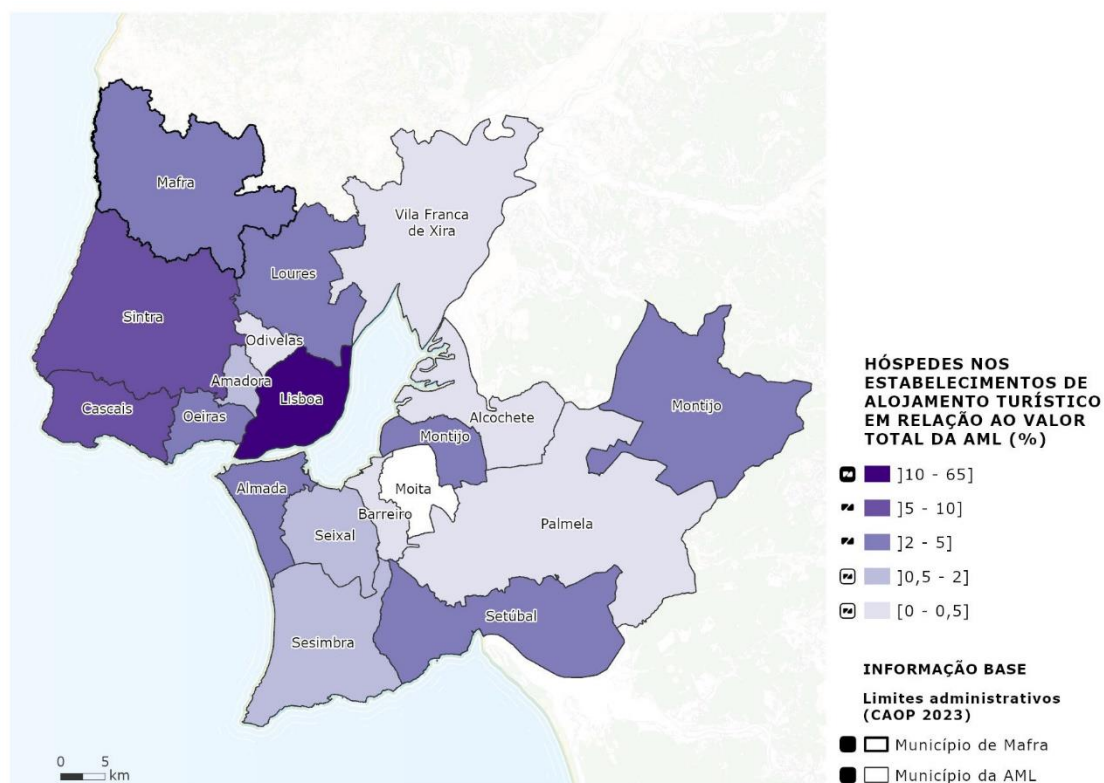 Mafra
Vila Franca
de Xira
Loures
Sintra
Odivelas
Amadora
Lisboa
Cascais
Oeiras
Montijo
Alcochete
Montijo
Almada
Moita
Barreiro
Seixal
Palmela
Setúbal
Sesimbra
0 5
km
HÓSPEDES NOS
ESTABELECIMENTOS DE
ALOJAMENTO TURÍSTICO
EM RELAÇÃO AO VALOR
TOTAL DA AML (%)
]10 - 65]
]5 - 10]
]2 - 5]
]0,5 - 2]
[0 - 0,5]
INFORMAÇÃO BASE
Limites administrativos
(CAOP 2023)
Município de Mafra
Município da AML